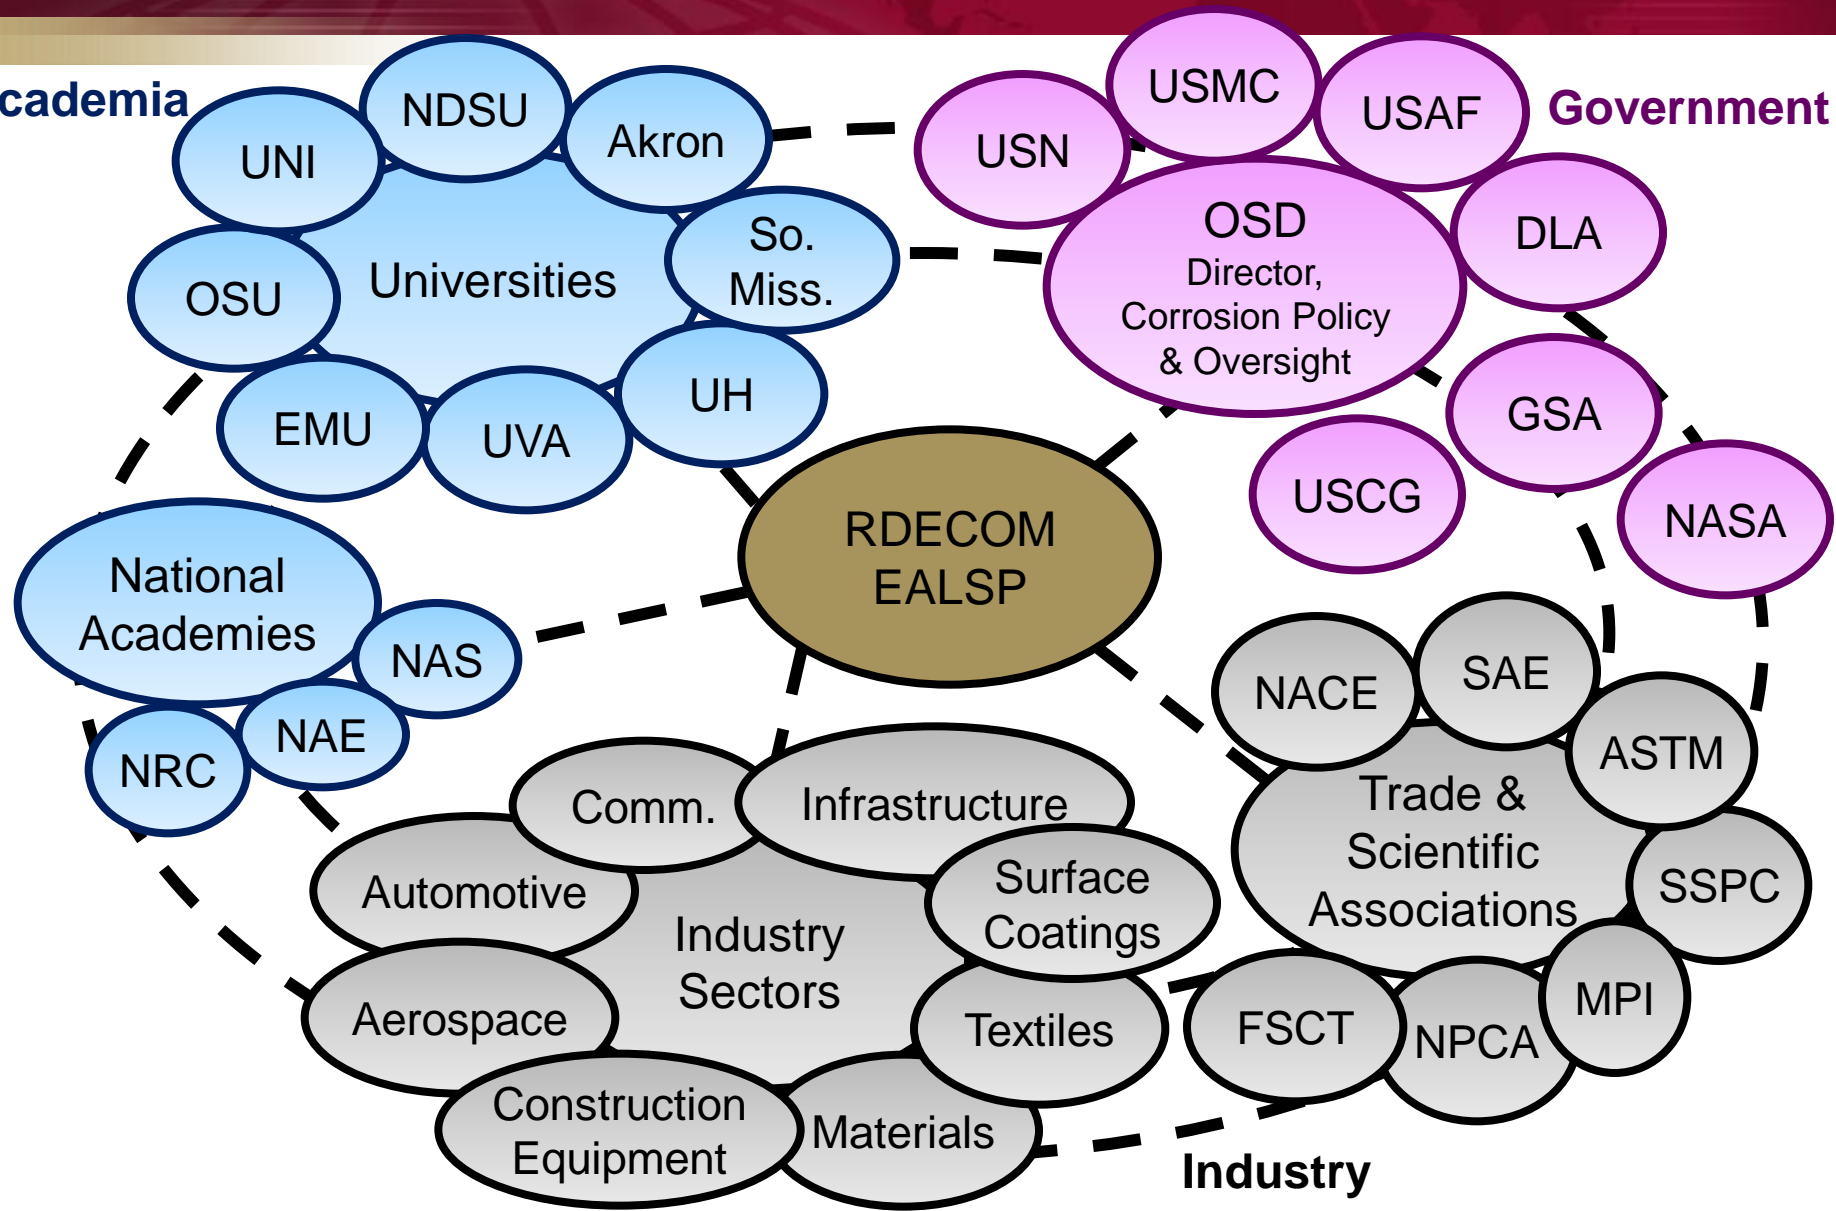 cademia
Government
NDSU
UNI
Akron
So.
Miss.
OSU
Universities
EMU
UVA
UH
USMC
USN
USAF
DLA
OSD
Director,
Corrosion Policy
& Oversight
GSA
USCG
NASA
RDECOM
EALSP
National
Academies
NAS
NAE
NRC
NACE
SAE
ASTM
Trade &
Scientific
Associations
SSPC
MPI
NPCA
FSCT
Comm.
Infrastructure
Automotive
Surface
Coatings
Industry
Sectors
Aerospace
Textiles
Construction
Equipment
Materials
Industry